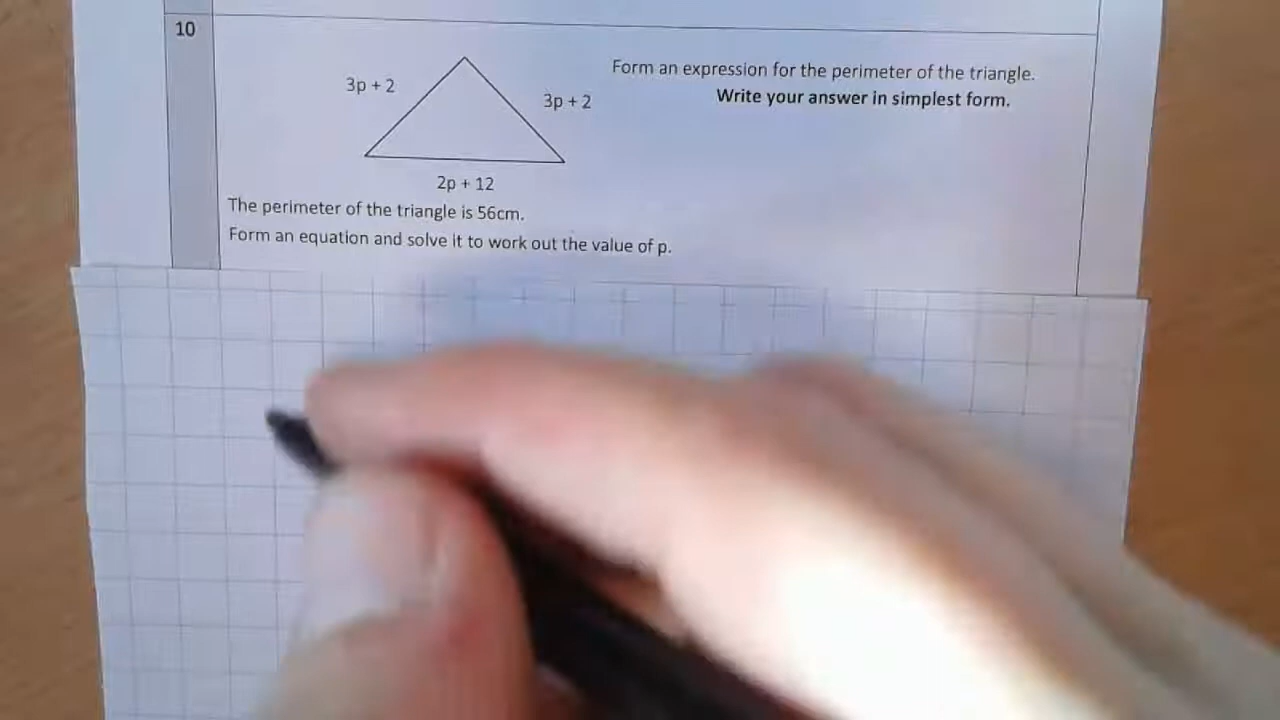 10
Form an expression for the perimeter of the triangle.
3p + 2
Write your answer in simplest form.
3p + 2
2p + 12
The perimeter of the triangle is 56cm.
Form an equation and solve it to work out the value of p.